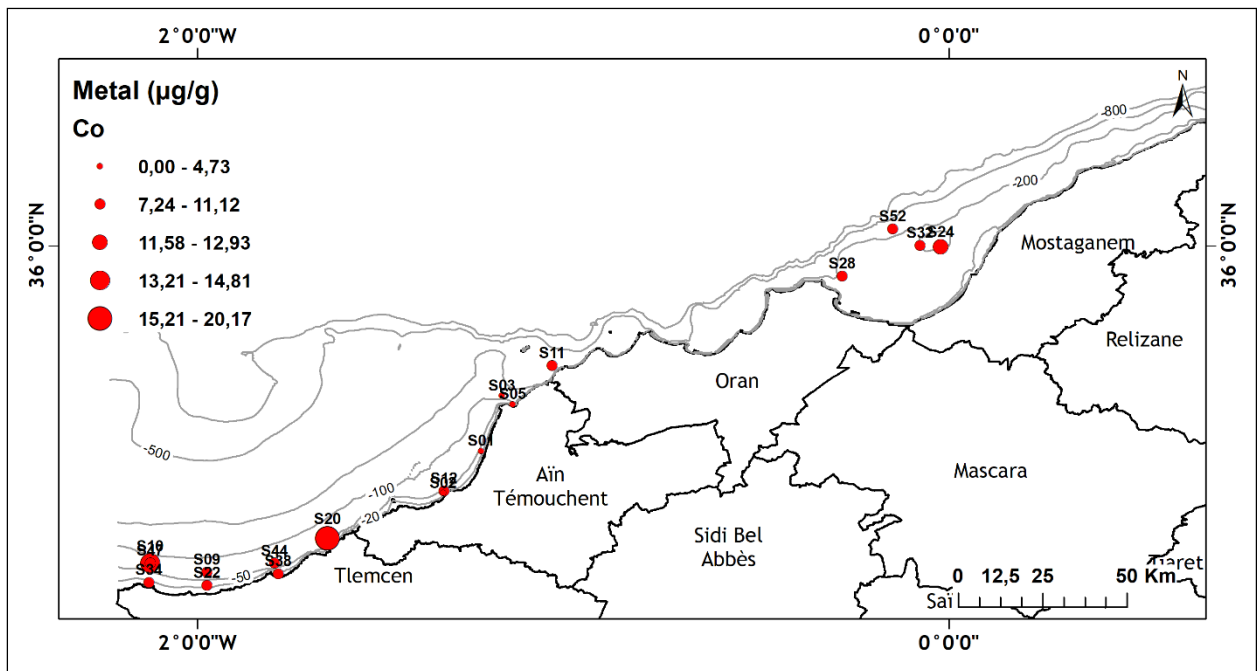 2°0'0"W
0°0'0"
Metal (µg/g)
Co
0,00 - 4,73
7,24 - 11,12
11,58 - 12,93
13,21 - 14,81
15,21 - 20,17
N
-800
-200
36°0'0"N
36°0'0"N
S52
S32
S24
S28
Mostaganem
Relizane
S11
Oran
S03
S05
-500
S01
Mascara
Aïn
Témouchent
S12
-100
-20
S20
Sidi Bel
Abbès
S09
S44
S38
S34
S22
-50
Tlemcen
0 12,5 25 50 Km
2°0'0"W
0°0'0"